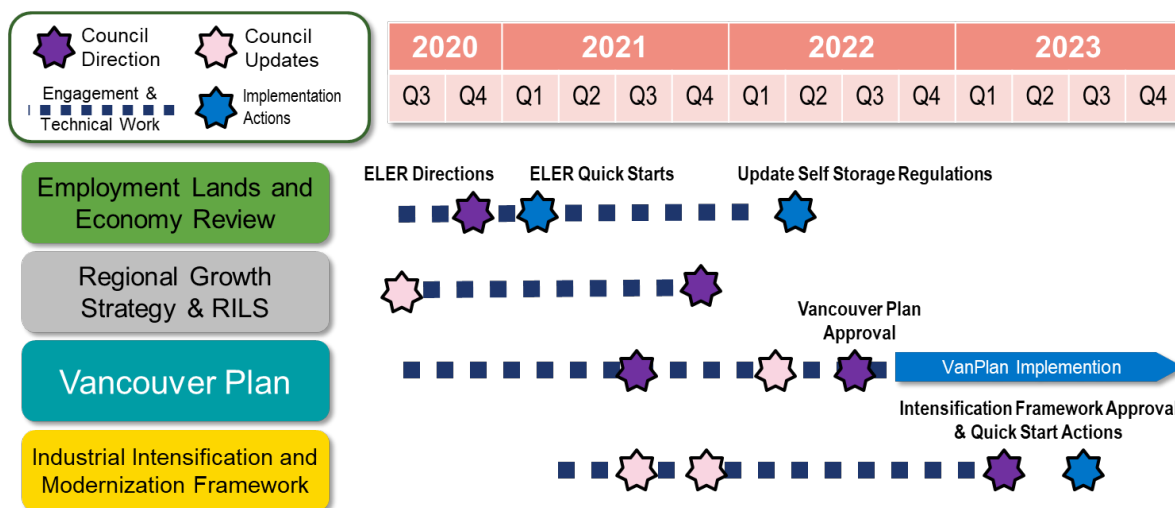 Council
Direction
Council
Updates
Engagement &
Technical Work
Implementation
Actions
2020 2021 2022 2023
Q3 Q4 Q1 Q2 Q3 Q4 Q1 Q2 Q3 Q4 Q1 Q2 Q3 Q4
Employment Lands and
Economy Review
ELER Directions
ELER Quick Starts
Update Self Storage Regulations
Regional Growth
Strategy & RILS
Vancouver Plan
Approval
Vancouver Plan
VanPlan Implemention
Intensification Framework Approval
& Quick Start Actions
Industrial Intensification and
Modernization Framework